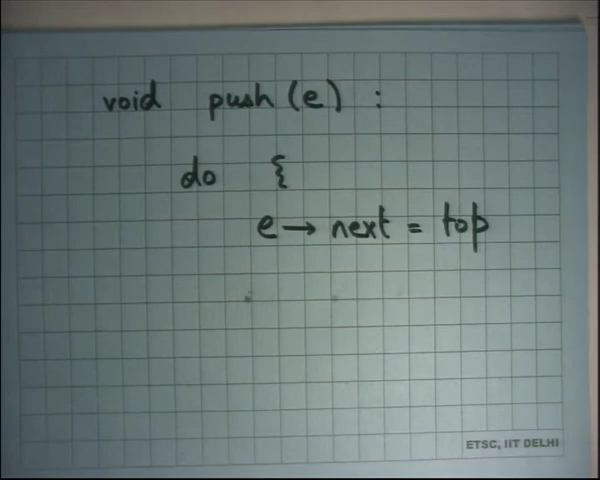 void push (e) :
do {
e → next = top
ETSC, IIT DELHI